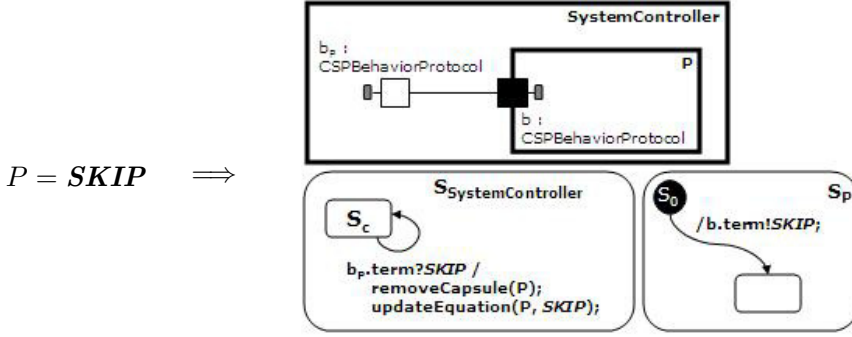 SystemController
bₚ :
CSPBehaviorProtocol
P
b :
CSPBehaviorProtocol
P = SKIP ⟹
S_SystemController
S_c
bₚ.term?SKIP /
removeCapsule(P);
updateEquation(P, SKIP);
S_P
S₀
/b.term!SKIP;